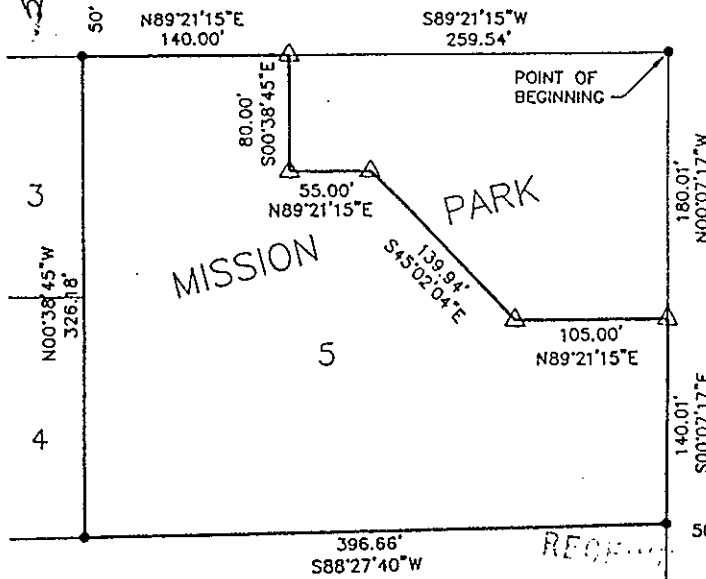 50'
N89°21'15"E
140.00'
S89°21'15"W
259.54'
POINT OF
BEGINNING
80.00'
S00°38'45"E
55.00'
N89°21'15"E
PARK
180.01'
N00°07'17"W
3
MISSION
139.94'
S45°02'04"E
N00°38'45"W
326.18'
105.00'
N89°21'15"E
5
4
140.01'
S00°07'17"E
396.66'
S88°27'40"W
50